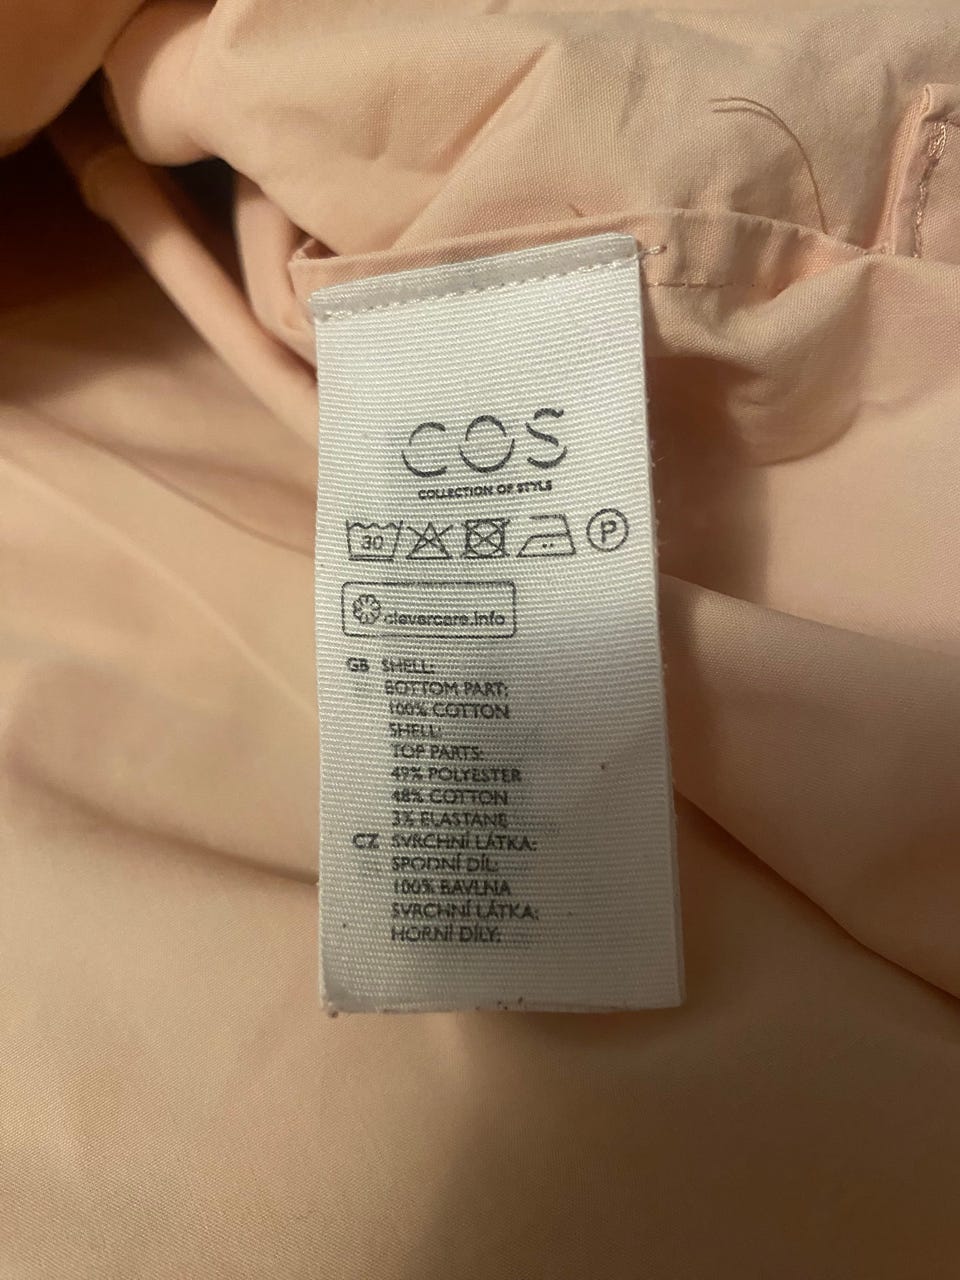 COS
COLLECTION OF STYLE
30
P
clevercare.info
GB SHELL:
BOTTOM PART:
100% COTTON
SHELL:
TOP PARTS:
49% POLYESTER
48% COTTON
3% ELASTANE
CZ SVRCHNÍ LÁTKA:
SPODNÍ DÍL:
100% BAVLNA
SVRCHNÍ LÁTKA:
HORNÍ DÍLY: